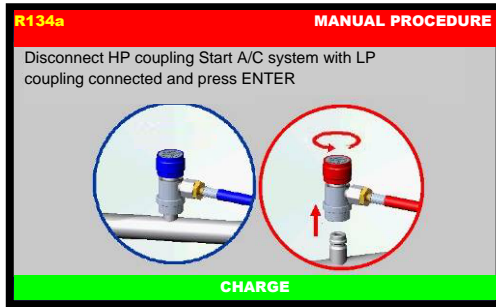 R134a MANUAL PROCEDURE
Disconnect HP coupling Start A/C system with LP
coupling connected and press ENTER
CHARGE